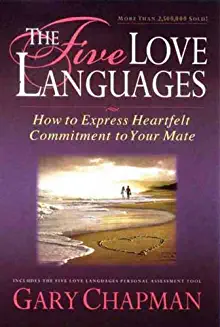 MORE THAN 2,500,000 SOLD!
THE Five LOVE
LANGUAGES
How to Express Heartfelt
Commitment to Your Mate
INCLUDES THE FIVE LOVE LANGUAGES PERSONAL ASSESSMENT TOOL
GARY CHAPMAN